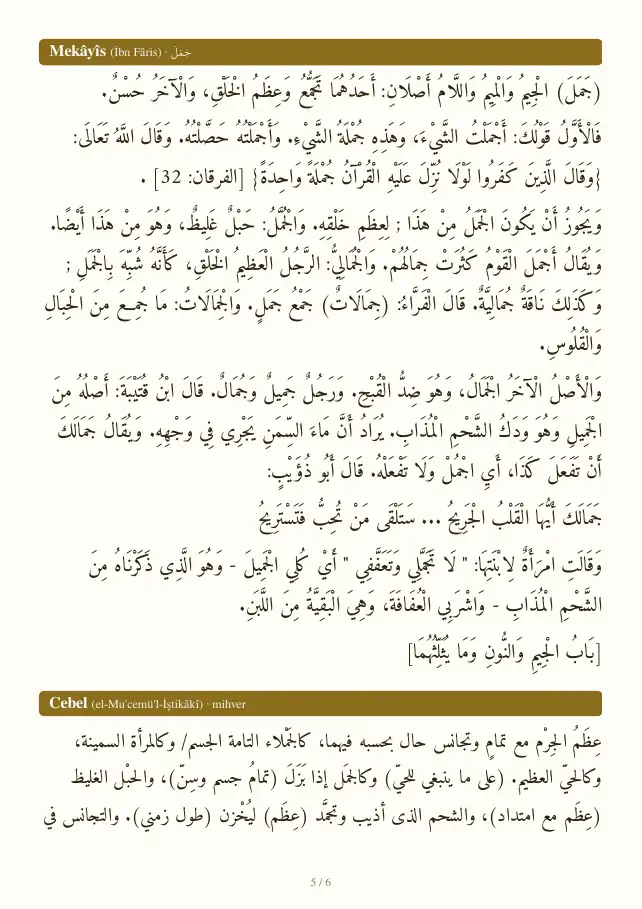 Mekâyîs (İbn Fâris) · جَمَلَ
(جَمَلَ) الْجِيمُ وَالْمِيمُ وَاللَّامُ أَصْلَانِ: أَحَدُهُمَا تَجَمُّعٌ وَعِظَمُ الْخَلْقِ، وَالْآخَرُ حُسْنٌ.
فَالْأَوَّلُ قَوْلُكَ: أَجْمَلْتُ الشَّيْءَ، وَهَذِهِ جُمْلَةُ الشَّيْءِ. وَأَجْمَلْتُهُ حَصَّلْتُهُ. وَقَالَ اللَّهُ تَعَالَى:
{وَقَالَ الَّذِينَ كَفَرُوا لَوْلَا نُزِّلَ عَلَيْهِ الْقُرْآنُ جُمْلَةً وَاحِدَةً} [الفرقان: 32] .
وَيَجُوزُ أَنْ يَكُونَ الْجَمَلُ مِنْ هَذَا ; لِعِظَمِ خَلْقِهِ. وَالْجُمَّلُ: حَبْلٌ غَلِيظٌ، وَهُوَ مِنْ هَذَا أَيْضًا.
وَيُقَالُ أَجْمَلَ الْقَوْمُ كَثُرَتْ جِمَالُهُمْ. وَالْجُمَالِيُّ: الرَّجُلُ الْعَظِيمُ الْخَلْقِ، كَأَنَّهُ شُبِّهَ بِالْجَمَلِ ;
وَكَذَلِكَ نَاقَةٌ جُمَالِيَّةٌ. قَالَ الْفَرَّاءُ: (جِمَالَاتٌ) جَمْعُ جَمَلٍ. وَالْجُمَالَاتُ: مَا جُمِعَ مِنَ الْحِبَالِ
وَالْقُلُوسِ.
وَالْأَصْلُ الْآخَرُ الْجَمَالُ، وَهُوَ ضِدُّ الْقُبْحِ. وَرَجُلٌ جَمِيلٌ وَجُمَالٌ. قَالَ ابْنُ قُتَيْبَةَ: أَصْلُهُ مِنَ
الْجَمِيلِ وَهُوَ وَدَكُ الشَّحْمِ الْمُذَابِ. يُرَادُ أَنَّ مَاءَ السِّمَنِ يَجْرِي فِي وَجْهِهِ. وَيُقَالُ جَمَالَكَ
أَنْ تَفْعَلَ كَذَا، أَيِ اجْمُلْ وَلَا تَفْعَلْهُ. قَالَ أَبُو ذُؤَيْبٍ:
جَمَالَكَ أَيُّهَا الْقَلْبُ الْجَرِيحُ ... سَتَلْقَى مَنْ تُحِبُّ فَتَسْتَرِيحُ
وَقَالَتِ امْرَأَةٌ لِابْنَتِهَا: " لَا تَجَمَّلِي وَتَعَفَّفِي " أَيْ كُلِي الْجَمِيلَ - وَهُوَ الَّذِي ذَكَرْنَاهُ مِنَ
الشَّحْمِ الْمُذَابِ - وَاشْرَبِي الْعُفَافَةَ، وَهِيَ الْبَقِيَّةُ مِنَ اللَّبَنِ.
[بَابُ الْجِيمِ وَالنُّونِ وَمَا يُثَلِّثُهُمَا]
Cebel (el-Mu'cemü'l-İştikâkî) · mihver
عِظَمُ الجِرْم مع تمامٍ وتجانس حال بحسبه فيهما، كالجَمْلاء التامة الجسم/ وكالمرأة السمينة،
وكالحيّ العظيم. (على ما ينبغي للحيّ) وكالجمَل إذا بَزَلَ (تمامُ جسم وسِنّ)، والحبْل الغليظ
(عِظَم مع امتداد)، والشحم الذى أذيب وتجمَّد (عِظَم) ليُخْزن (طول زمني). والتجانس في
5 / 6